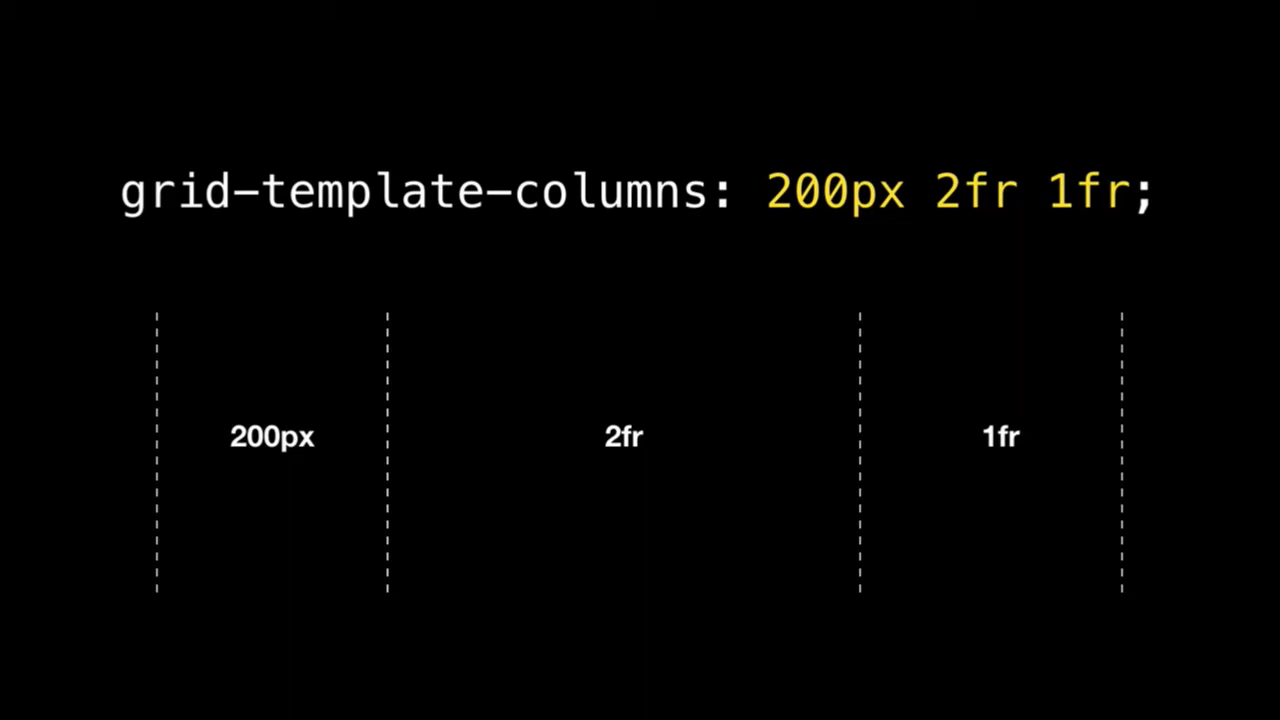 grid-template-columns: 200px 2fr 1fr;
200px 2fr 1fr